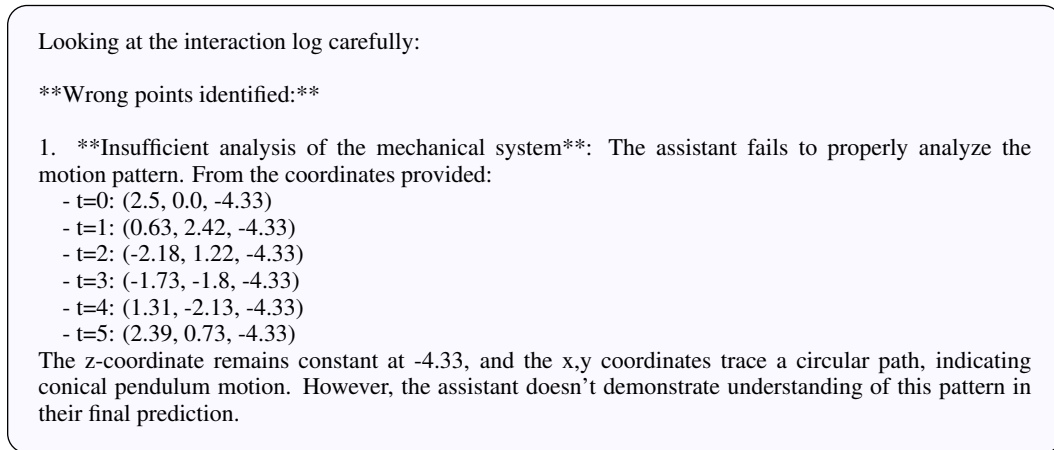 Looking at the interaction log carefully:
**Wrong points identified:**
1. **Insufficient analysis of the mechanical system**: The assistant fails to properly analyze the
motion pattern. From the coordinates provided:
- t=0: (2.5, 0.0, -4.33)
- t=1: (0.63, 2.42, -4.33)
- t=2: (-2.18, 1.22, -4.33)
- t=3: (-1.73, -1.8, -4.33)
- t=4: (1.31, -2.13, -4.33)
- t=5: (2.39, 0.73, -4.33)
The z-coordinate remains constant at -4.33, and the x,y coordinates trace a circular path, indicating
conical pendulum motion. However, the assistant doesn't demonstrate understanding of this pattern in
their final prediction.